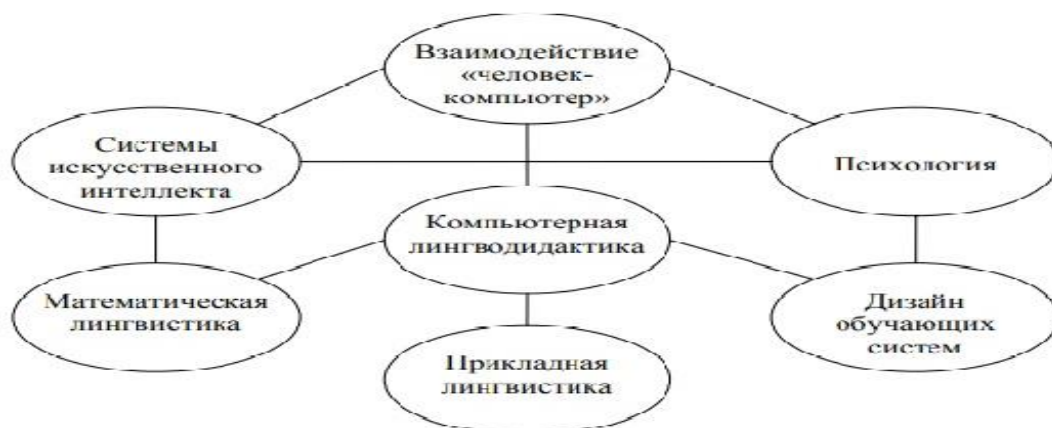 Взаимодействие
«человек-
компьютер»
Системы
искусственного
интеллекта
Психология
Компьютерная
лингводидактика
Математическая
лингвистика
Дизайн
обучающих
систем
Прикладная
лингвистика